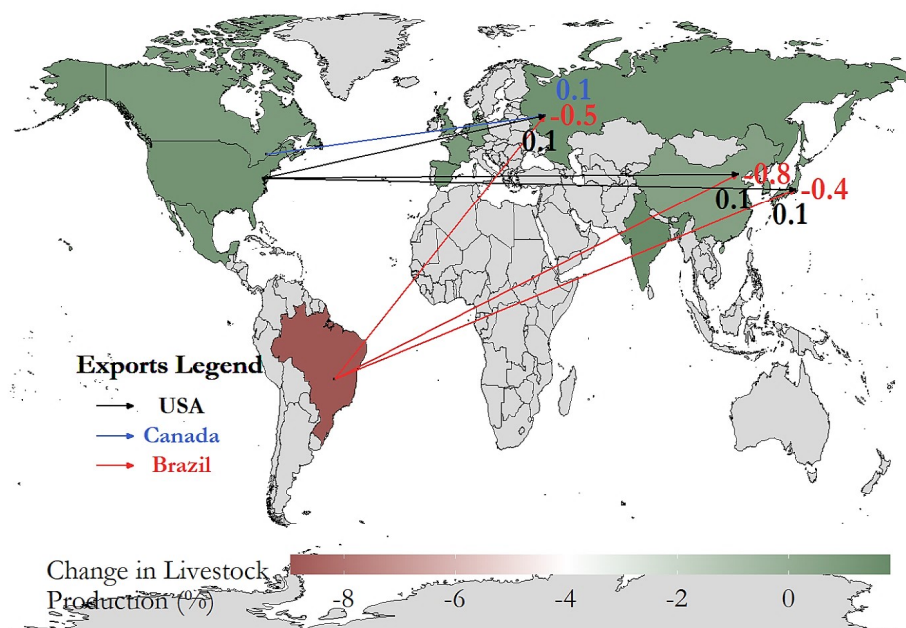 0.1
-0.5
0.1
-0.8
0.1
-0.4
0.1
Exports Legend
USA
Canada
Brazil
Change in Livestock
Production (%)
-8 -6 -4 -2 0